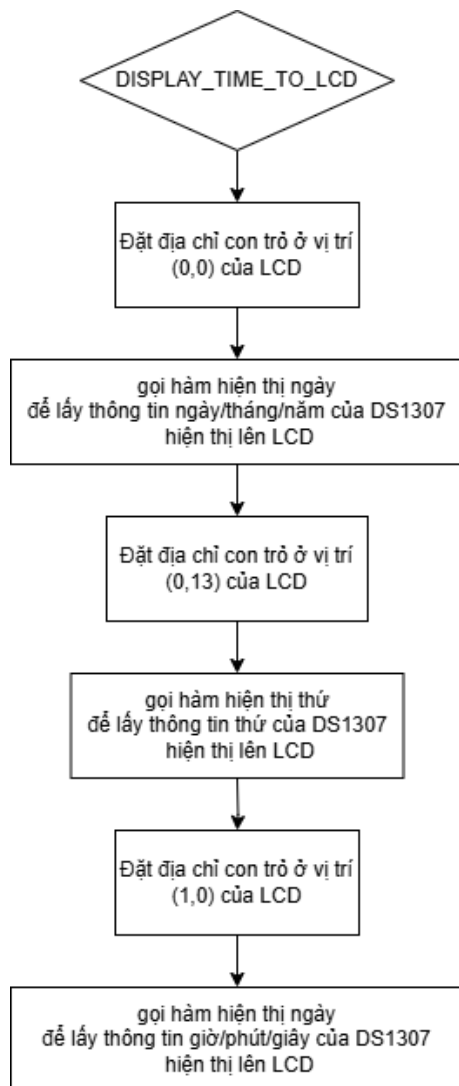 DISPLAY_TIME_TO_LCD
Đặt địa chỉ con trỏ ở vị trí
(0,0) của LCD
gọi hàm hiện thị ngày
để lấy thông tin ngày/tháng/năm của DS1307
hiện thị lên LCD
Đặt địa chỉ con trỏ ở vị trí
(0,13) của LCD
gọi hàm hiện thị thứ
để lấy thông tin thứ của DS1307
hiện thị lên LCD
Đặt địa chỉ con trỏ ở vị trí
(1,0) của LCD
gọi hàm hiện thị ngày
để lấy thông tin giờ/phút/giây của DS1307
hiện thị lên LCD